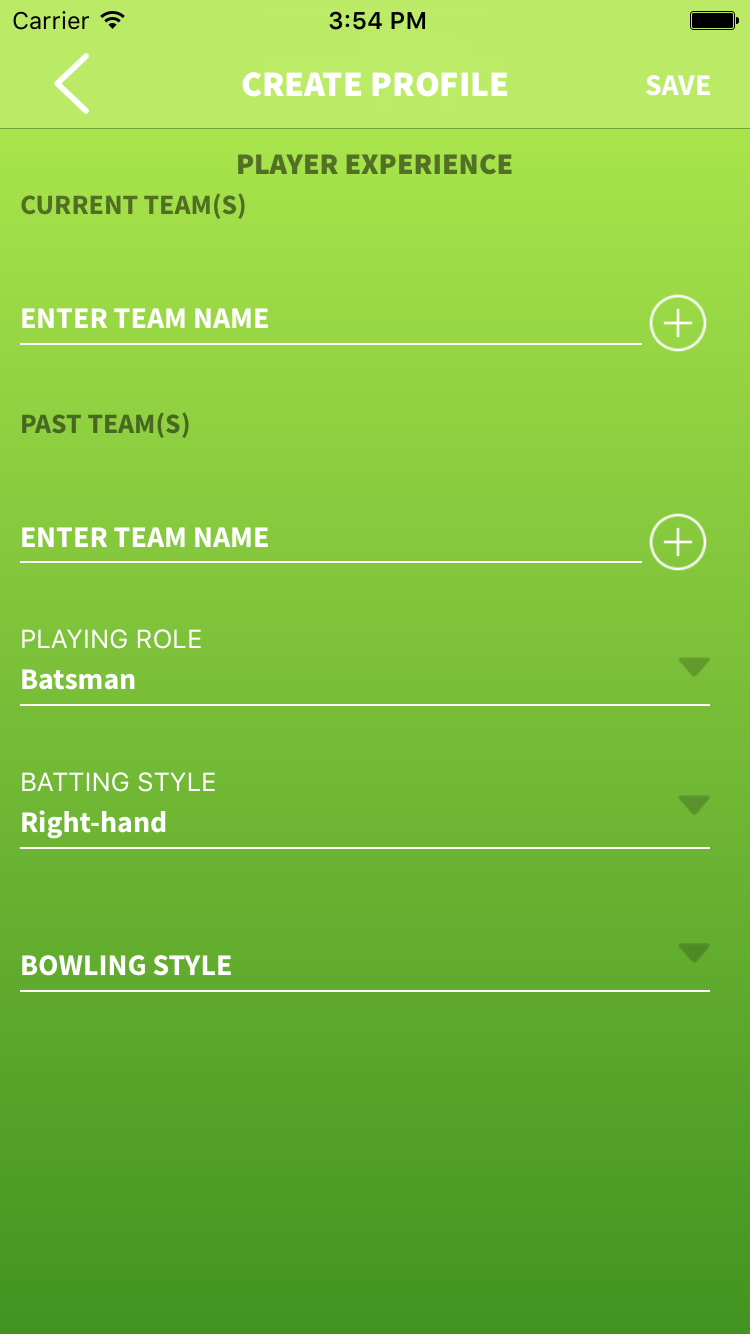 Carrier 3:54 PM
CREATE PROFILE SAVE
PLAYER EXPERIENCE
CURRENT TEAM(S)
ENTER TEAM NAME
PAST TEAM(S)
ENTER TEAM NAME
PLAYING ROLE
Batsman
BATTING STYLE
Right-hand
BOWLING STYLE